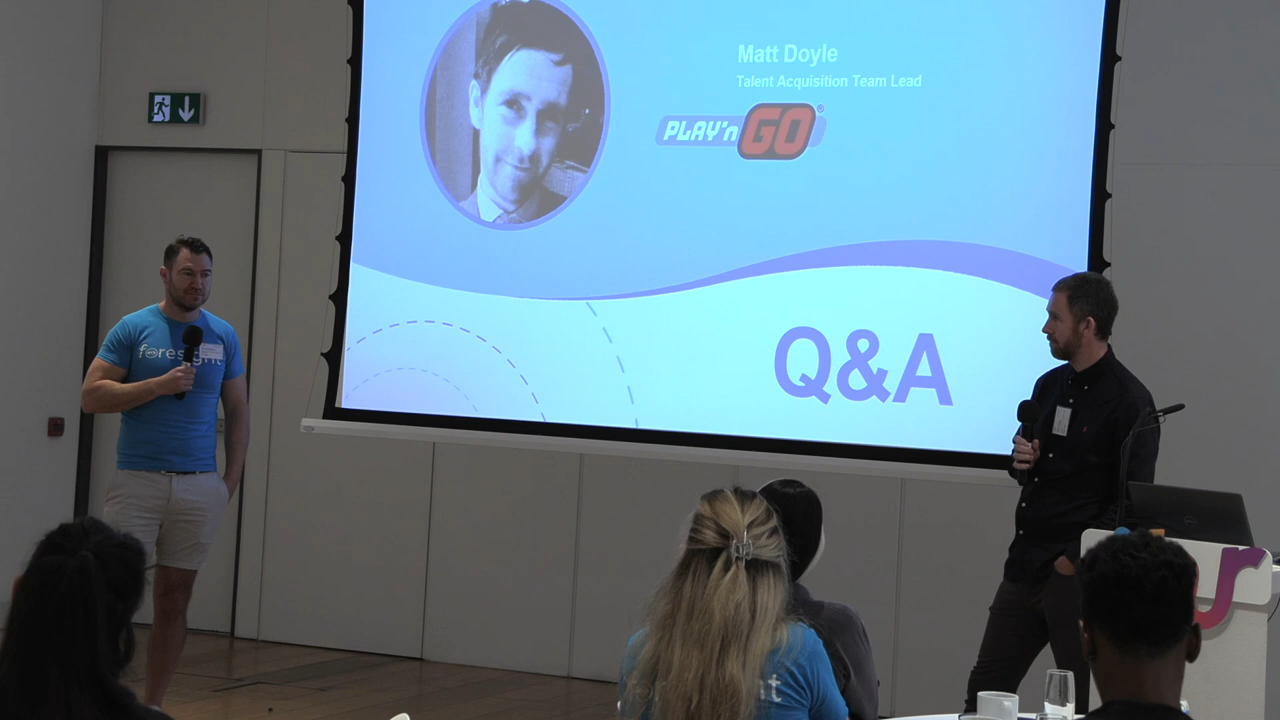 Matt Doyle
Talent Acquisition Team Lead
PLAY'n GO®
Q&A
foresight